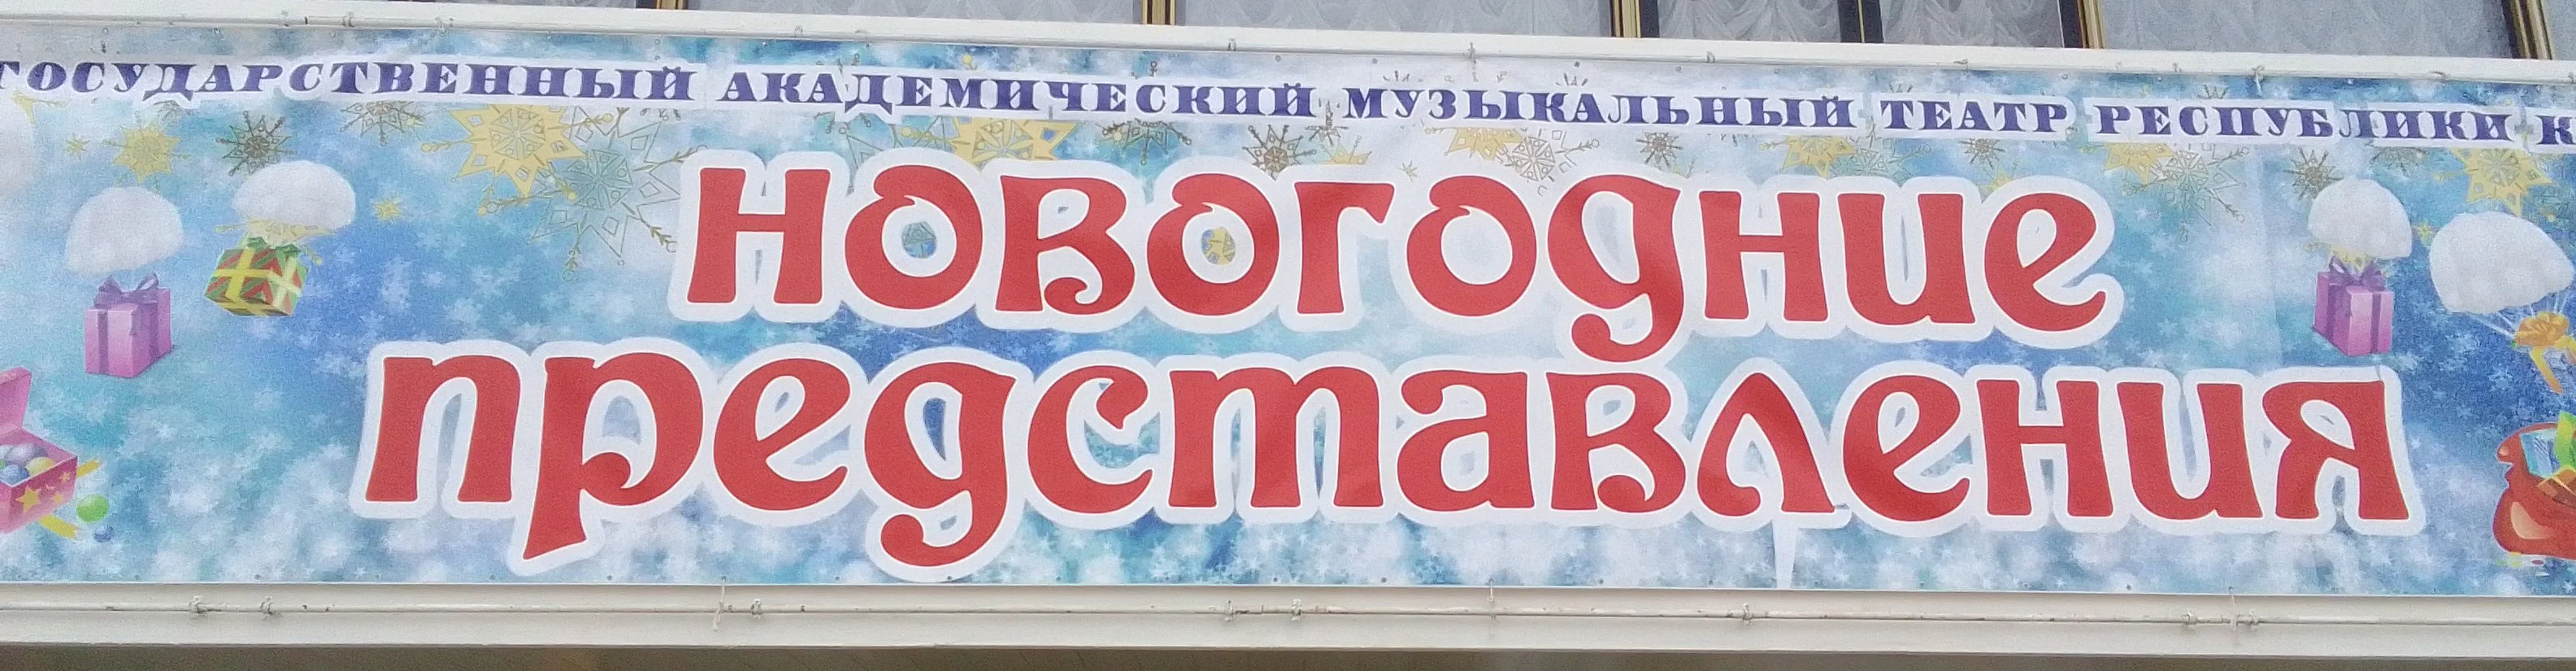 ГОСУДАРСТВЕННЫЙ АКАДЕМИЧЕСКИЙ МУЗЫКАЛЬНЫЙ ТЕАТР РЕСПУБЛИКИ
новогодние
представления